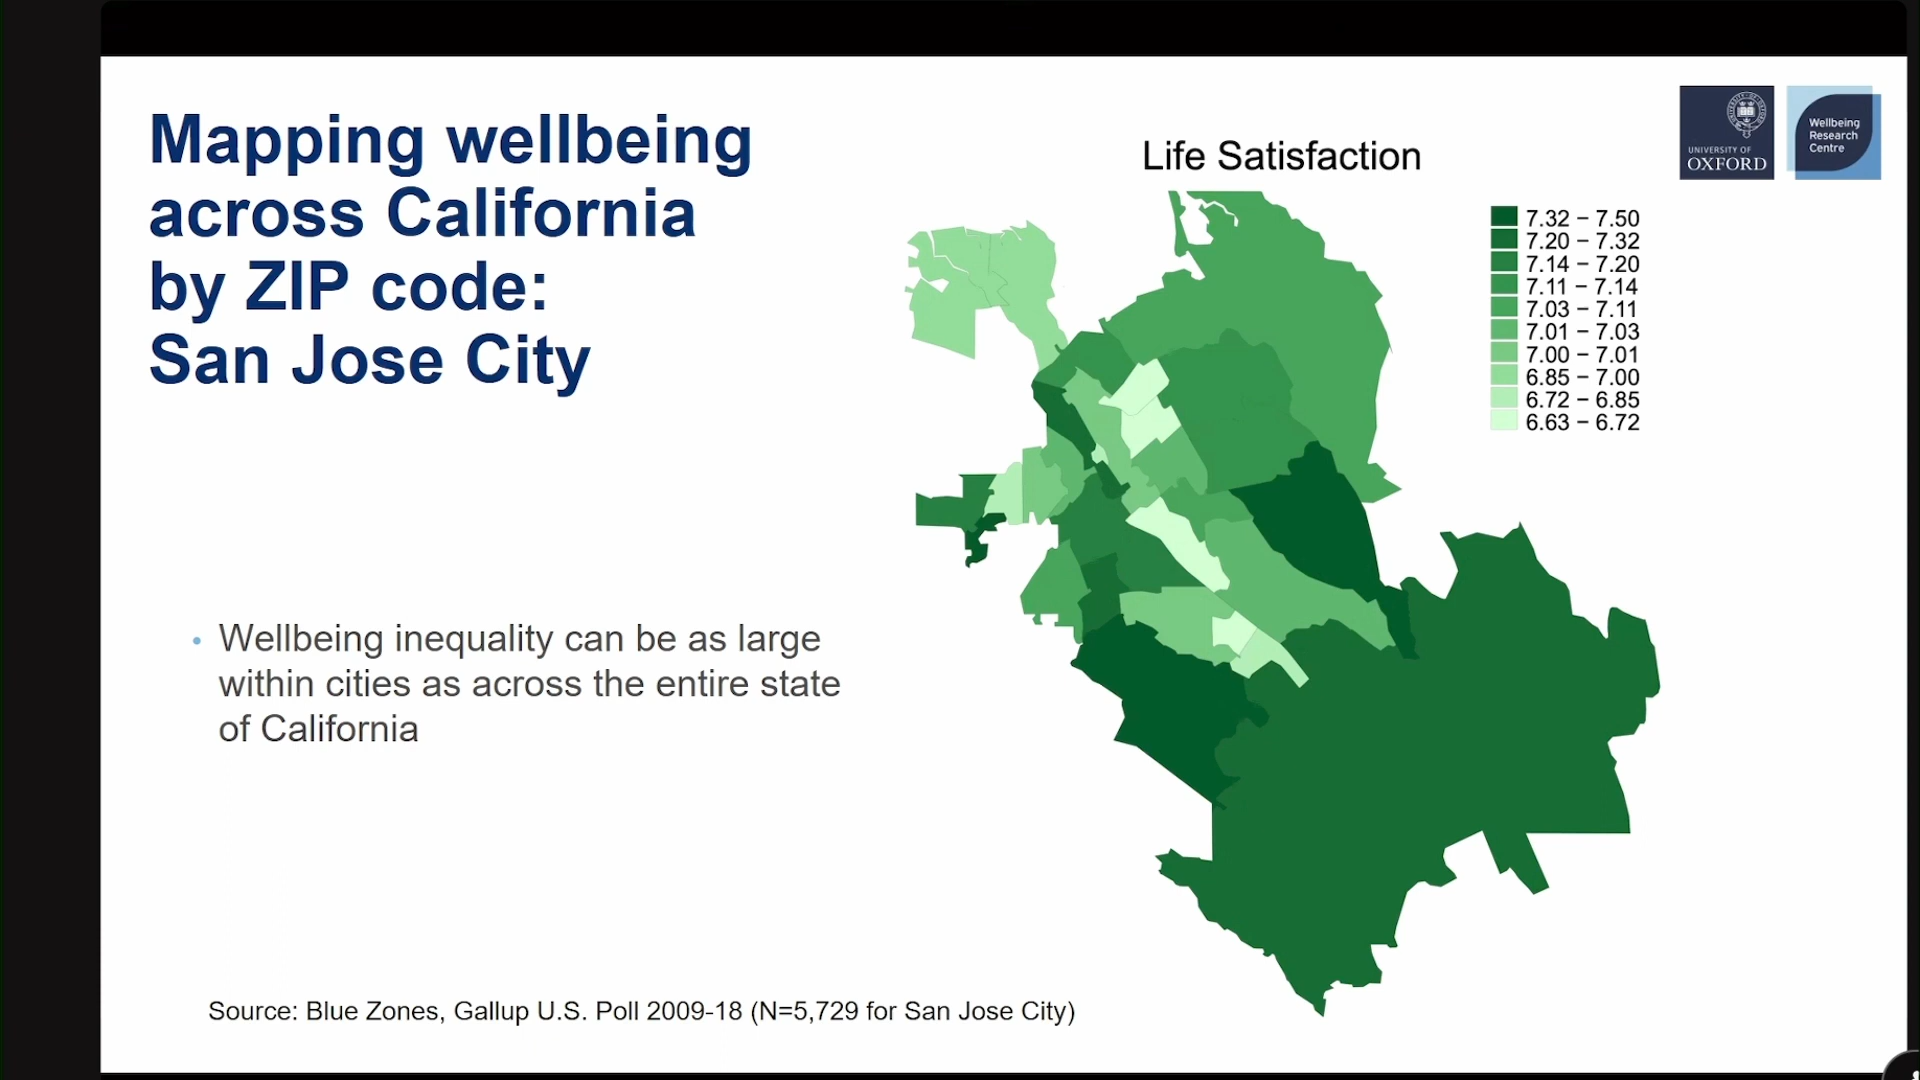 Mapping wellbeing
across California
by ZIP code:
San Jose City
Life Satisfaction
UNIVERSITY OF
OXFORD
Wellbeing
Research
Centre
7.32 – 7.50
7.20 – 7.32
7.14 – 7.20
7.11 – 7.14
7.03 – 7.11
7.01 – 7.03
7.00 – 7.01
6.85 – 7.00
6.72 – 6.85
6.63 – 6.72
• Wellbeing inequality can be as large
within cities as across the entire state
of California
Source: Blue Zones, Gallup U.S. Poll 2009-18 (N=5,729 for San Jose City)